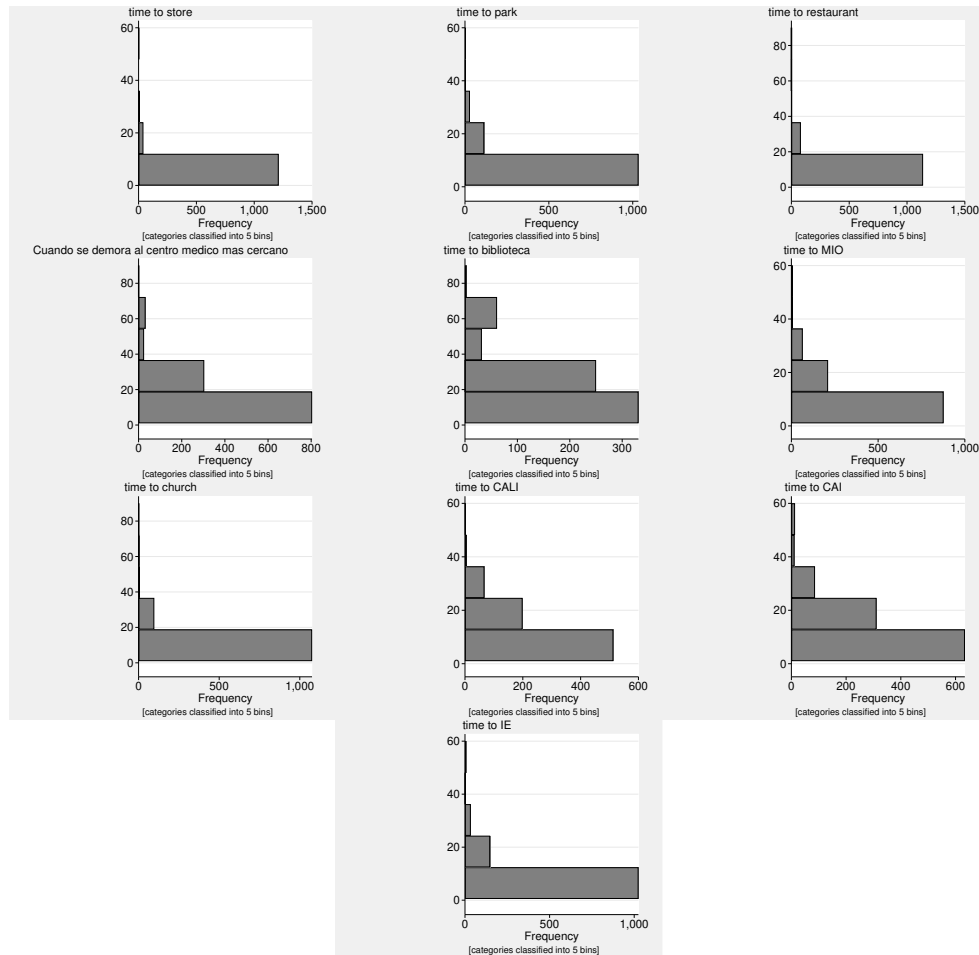 time to store
60
40
20
0
0 500 1,000 1,500
Frequency
[categories classified into 5 bins]
time to park
60
40
20
0
0 500 1,000
Frequency
[categories classified into 5 bins]
time to restaurant
80
60
40
20
0
0 500 1,000 1,500
Frequency
[categories classified into 5 bins]
Cuando se demora al centro medico mas cercano
80
60
40
20
0
0 200 400 600 800
Frequency
[categories classified into 5 bins]
time to biblioteca
80
60
40
20
0
0 100 200 300
Frequency
[categories classified into 5 bins]
time to MIO
60
40
20
0
0 500 1,000
Frequency
[categories classified into 5 bins]
time to church
80
60
40
20
0
0 500 1,000
Frequency
[categories classified into 5 bins]
time to CALI
60
40
20
0
0 200 400 600
Frequency
[categories classified into 5 bins]
time to CAI
60
40
20
0
0 200 400 600
Frequency
[categories classified into 5 bins]
time to IE
60
40
20
0
0 500 1,000
Frequency
[categories classified into 5 bins]